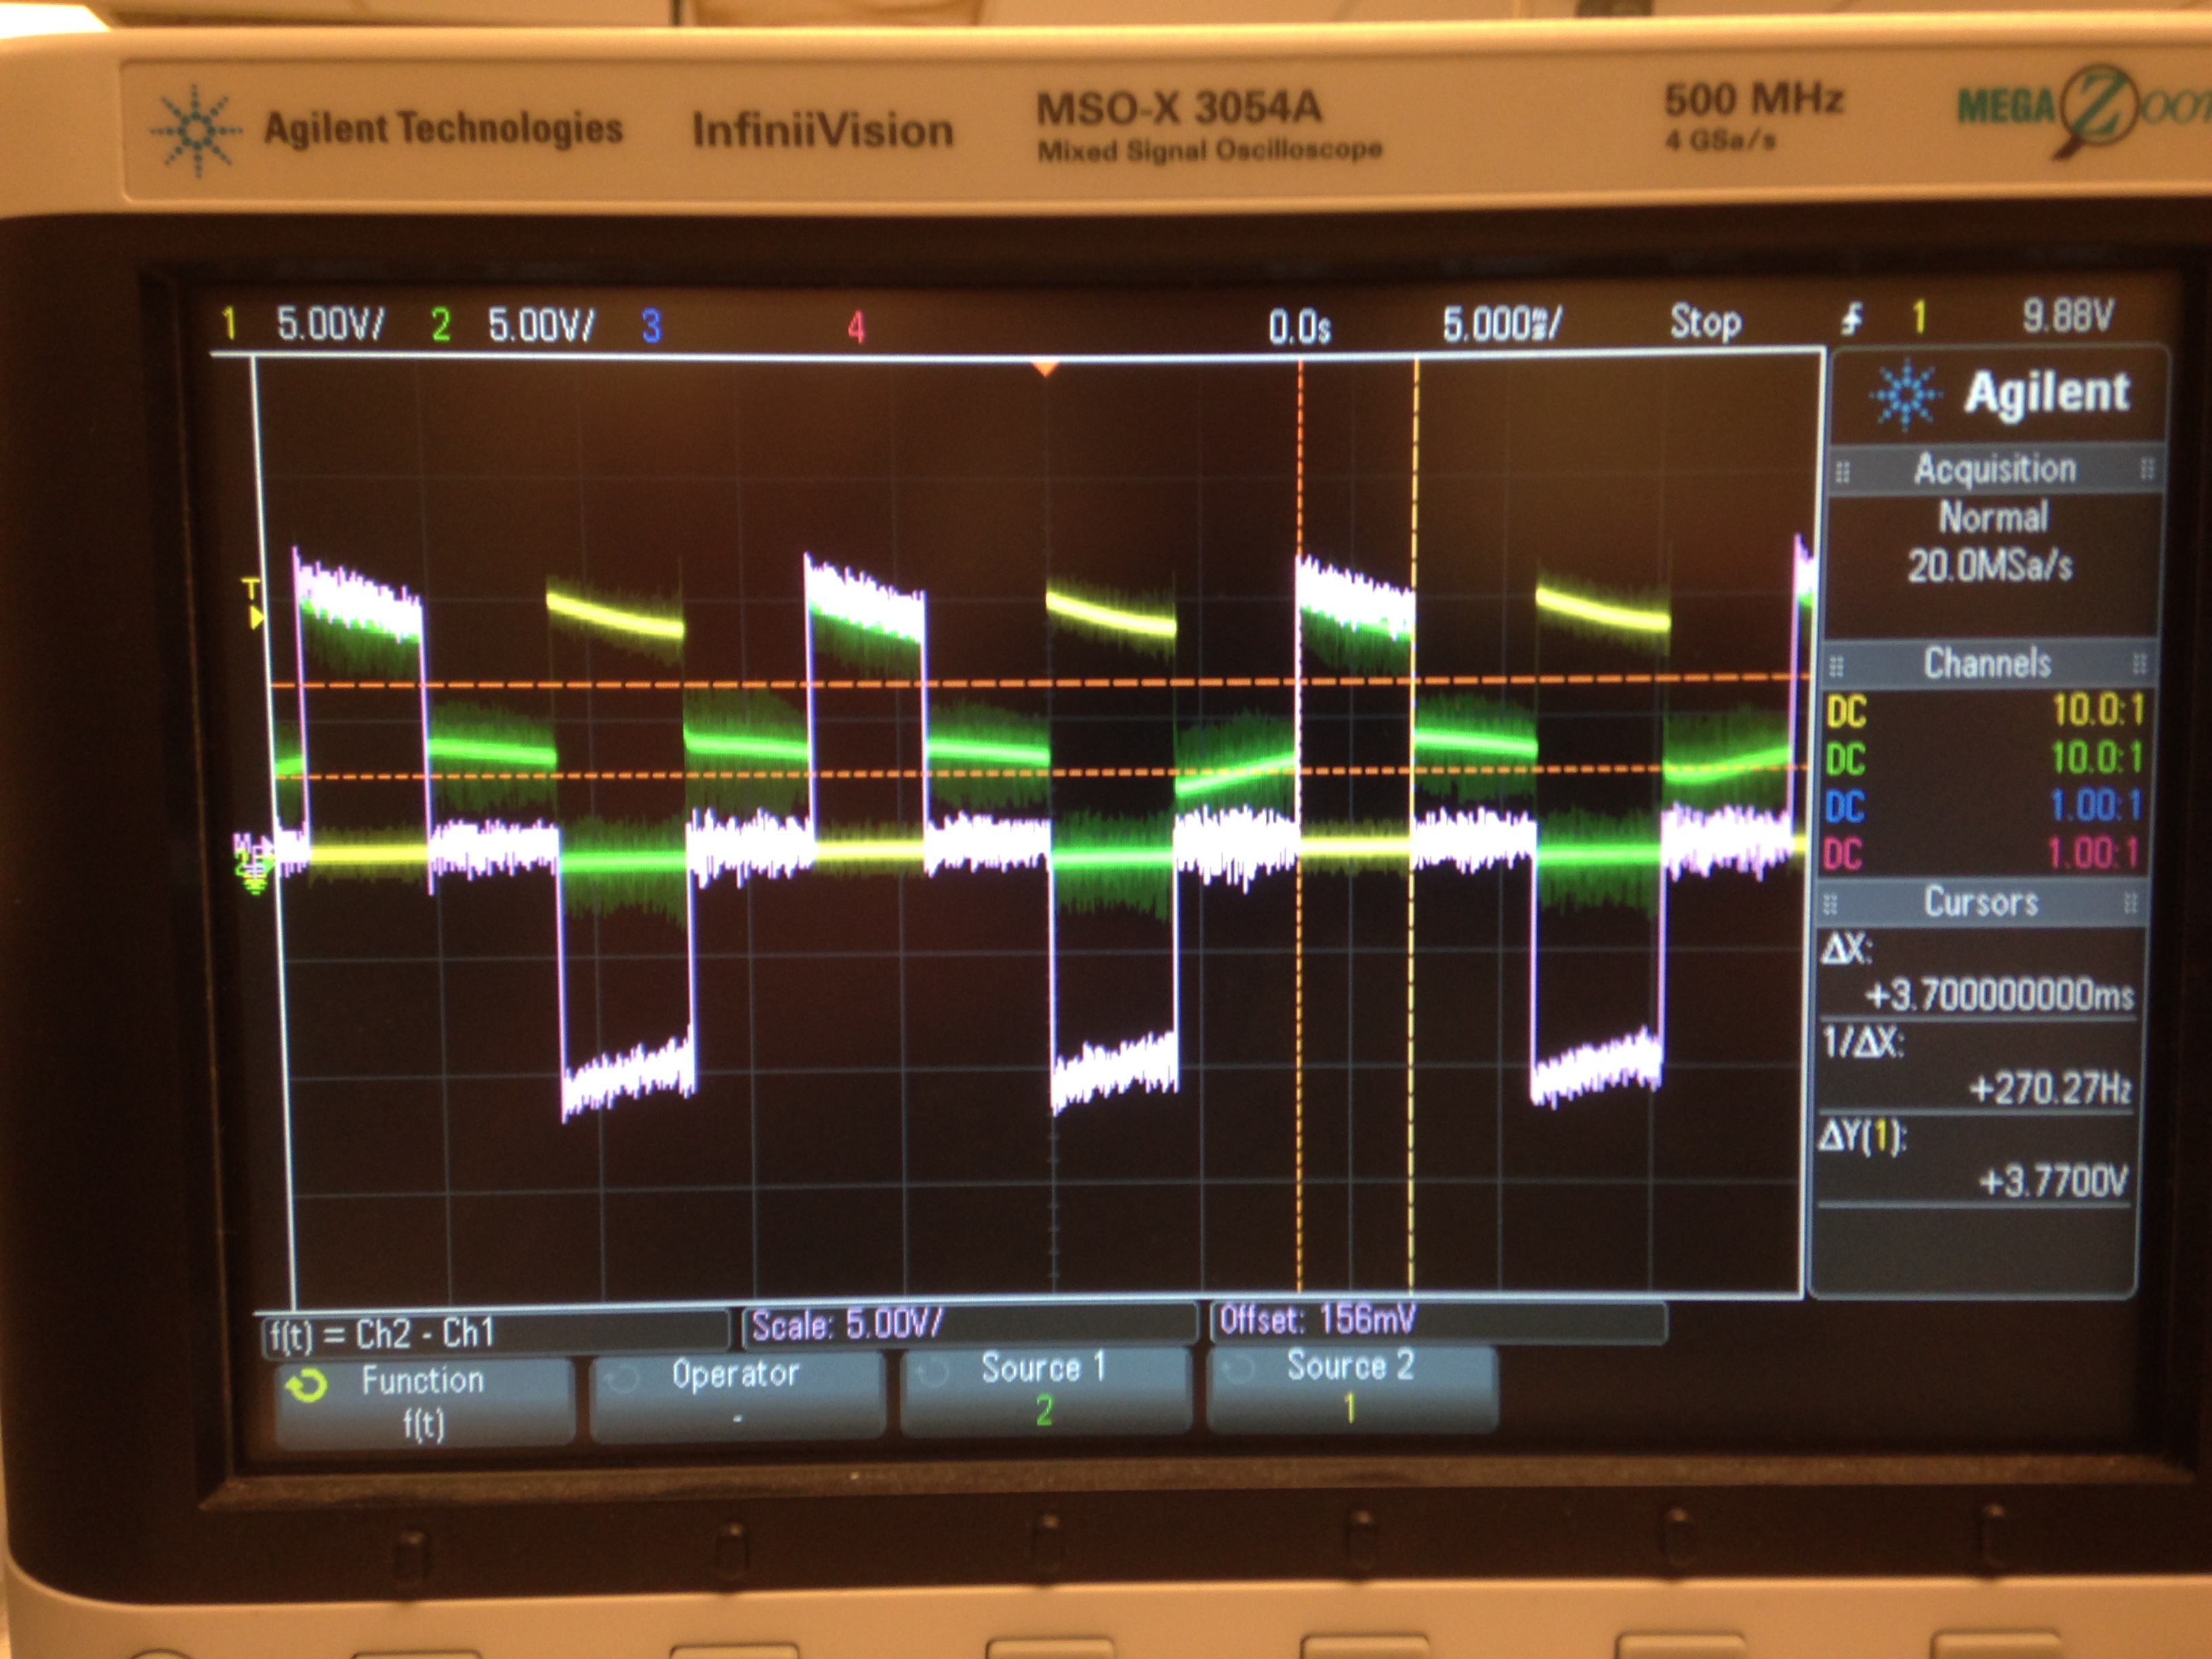 Agilent Technologies InfiniiVision MSO-X 3054A 500 MHz MEGA
Mixed Signal Oscilloscope 4 GSa/s
1 5.00V/ 2 5.00V/ 3 4 0.0s 5.000ms/ Stop 1 9.88V
Agilent
Acquisition
Normal
20.0MSa/s
T
Channels
DC 10.0:1
DC 10.0:1
DC 1.00:1
DC 1.00:1
Cursors
ΔX:
+3.700000000ms
1/ΔX:
+270.27Hz
ΔY(1):
+3.7700V
f(t) = Ch2 - Ch1 Scale: 5.00V/ Offset: 156mV
Function Operator Source 1 Source 2
f(t) - 2 1